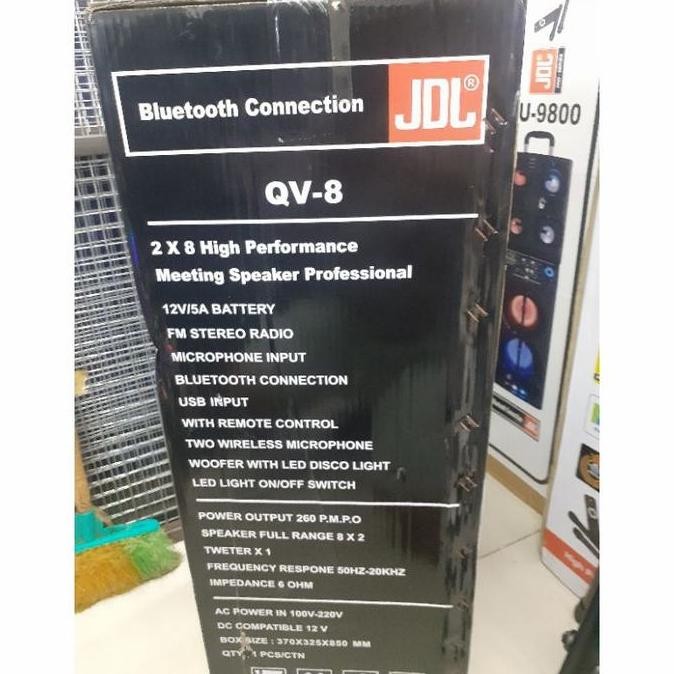 Bluetooth Connection
JDL®
QV-8
2 X 8 High Performance
Meeting Speaker Professional
12V/5A BATTERY
FM STEREO RADIO
MICROPHONE INPUT
BLUETOOTH CONNECTION
USB INPUT
WITH REMOTE CONTROL
TWO WIRELESS MICROPHONE
WOOFER WITH LED DISCO LIGHT
LED LIGHT ON/OFF SWITCH
POWER OUTPUT 260 P.M.P.O
SPEAKER FULL RANGE 8 X 2
TWETER X 1
FREQUENCY RESPONE 50HZ-20KHZ
IMPEDANCE 6 OHM
AC POWER IN 100V-220V
DC COMPATIBLE 12 V
BOX SIZE : 370X325X850 MM
QTY : 1 PCS/CTN
JDL
U-9800